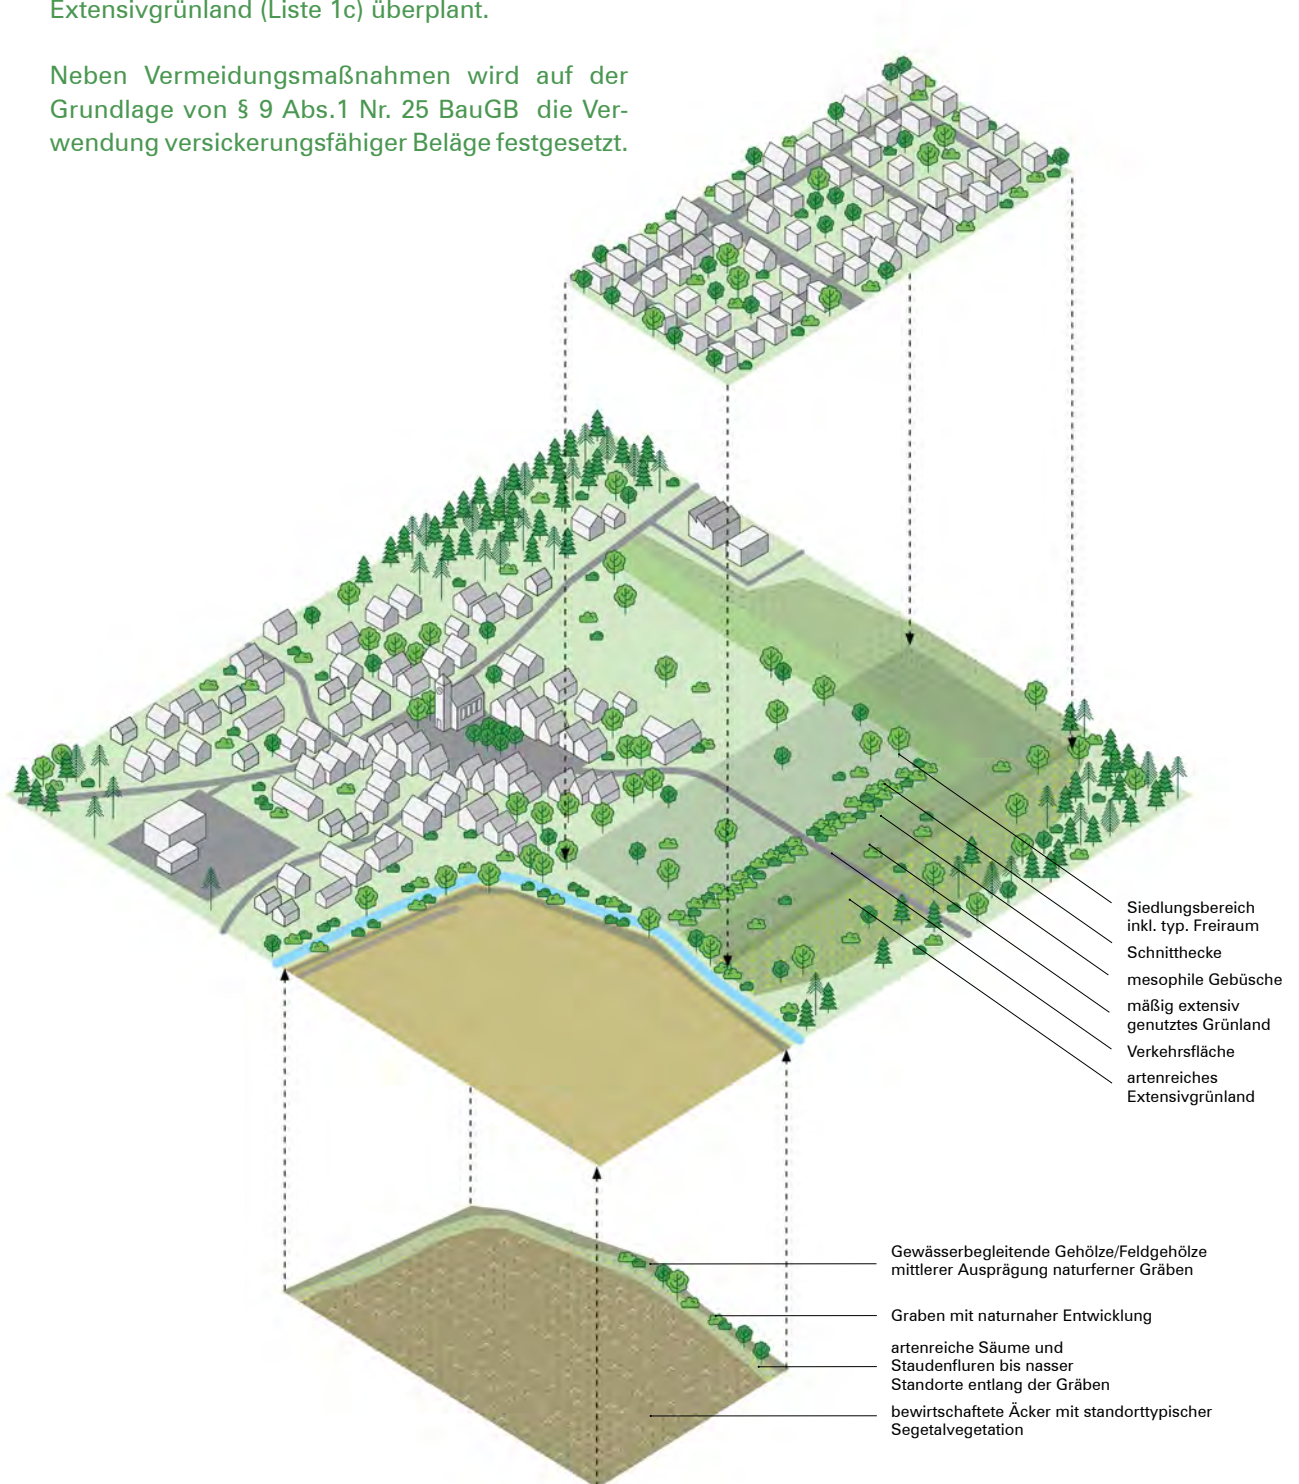 Extensivgrünland (Liste 1c) überplant.
Neben Vermeidungsmaßnahmen wird auf der
Grundlage von § 9 Abs.1 Nr. 25 BauGB die Ver-
wendung versickerungsfähiger Beläge festgesetzt.
Siedlungsbereich
inkl. typ. Freiraum
Schnitthecke
mesophile Gebüsche
mäßig extensiv
genutztes Grünland
Verkehrsfläche
artenreiches
Extensivgrünland
Gewässerbegleitende Gehölze/Feldgehölze
mittlerer Ausprägung naturferner Gräben
Graben mit naturnaher Entwicklung
artenreiche Säume und
Staudenfluren bis nasser
Standorte entlang der Gräben
bewirtschaftete Äcker mit standorttypischer
Segetalvegetation